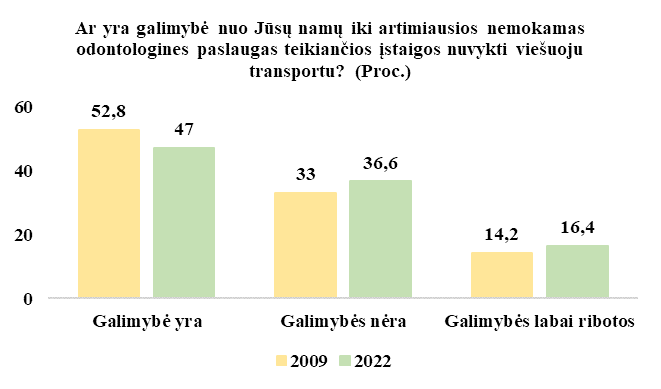 Ar yra galimybė nuo Jūsų namų iki artimiausios nemokamas
odontologines paslaugas teikiančios įstaigos nuvykti viešuoju
transportu? (Proc.)
60
40
20
0
52,8
47
33
36,6
14,2
16,4
Galimybė yra
Galimybės nėra
Galimybės labai ribotos
2009
2022